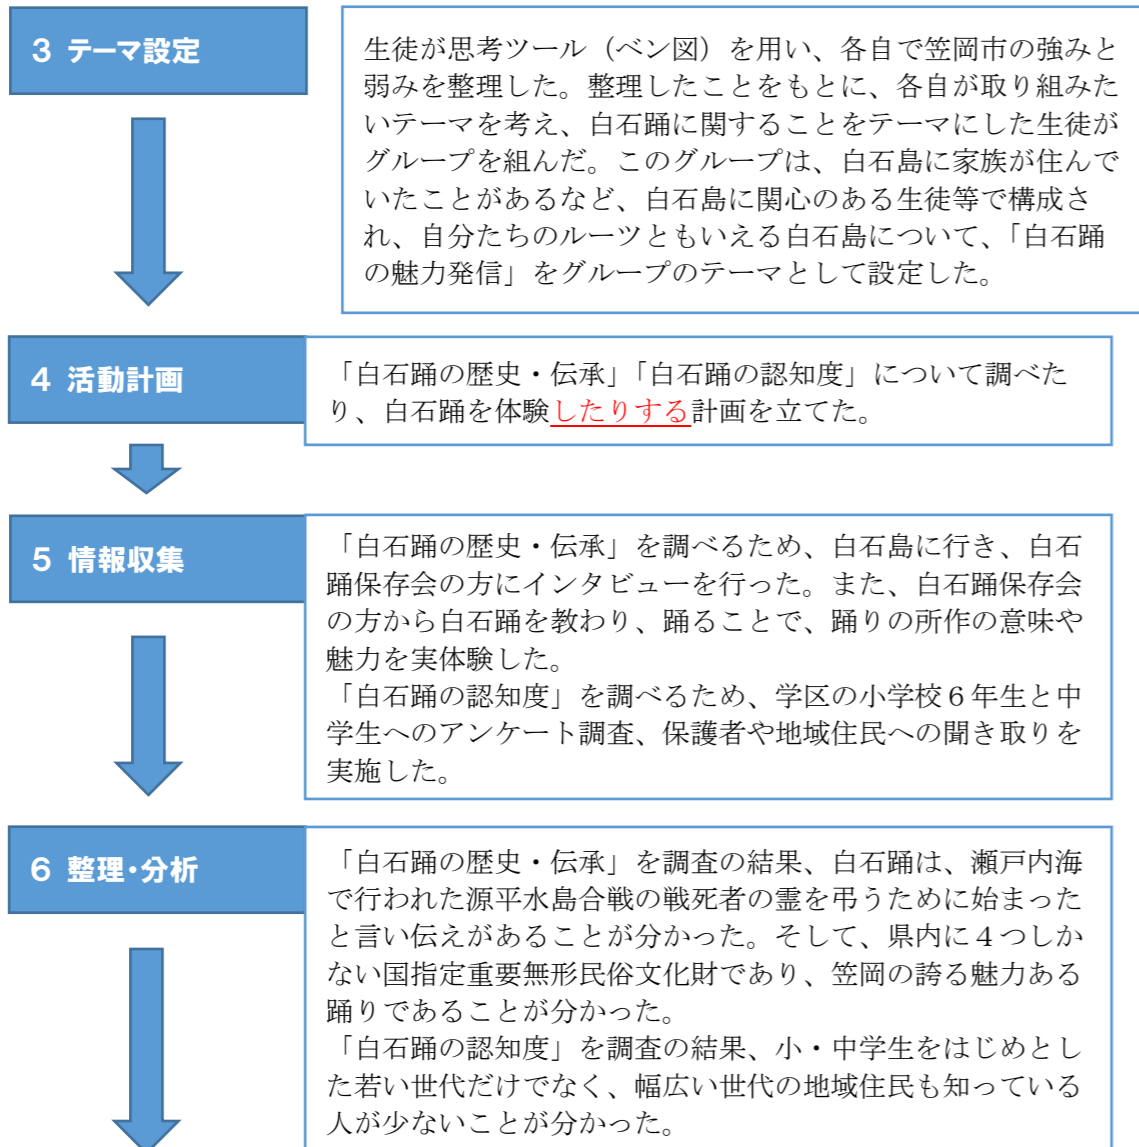 3 テーマ設定
生徒が思考ツール（ベン図）を用い、各自で笠岡市の強みと
弱みを整理した。整理したことをもとに、各自が取り組みた
いテーマを考え、白石踊に関することをテーマにした生徒が
グループを組んだ。このグループは、白石島に家族が住んで
いたことがあるなど、白石島に関心のある生徒等で構成さ
れ、自分たちのルーツともいえる白石島について、「白石踊
の魅力発信」をグループのテーマとして設定した。
4 活動計画
「白石踊の歴史・伝承」「白石踊の認知度」について調べた
り、白石踊を体験したりする計画を立てた。
5 情報収集
「白石踊の歴史・伝承」を調べるため、白石島に行き、白石
踊保存会の方にインタビューを行った。また、白石踊保存会
の方から白石踊を教わり、踊ることで、踊りの所作の意味や
魅力を実体験した。
「白石踊の認知度」を調べるため、学区の小学校６年生と中
学生へのアンケート調査、保護者や地域住民への聞き取りを
実施した。
6 整理・分析
「白石踊の歴史・伝承」を調査の結果、白石踊は、瀬戸内海
で行われた源平水島合戦の戦死者の霊を弔うために始まった
と言い伝えがあることが分かった。そして、県内に４つしか
ない国指定重要無形民俗文化財であり、笠岡の誇る魅力ある
踊りであることが分かった。
「白石踊の認知度」を調査の結果、小・中学生をはじめとし
た若い世代だけでなく、幅広い世代の地域住民も知っている
人が少ないことが分かった。